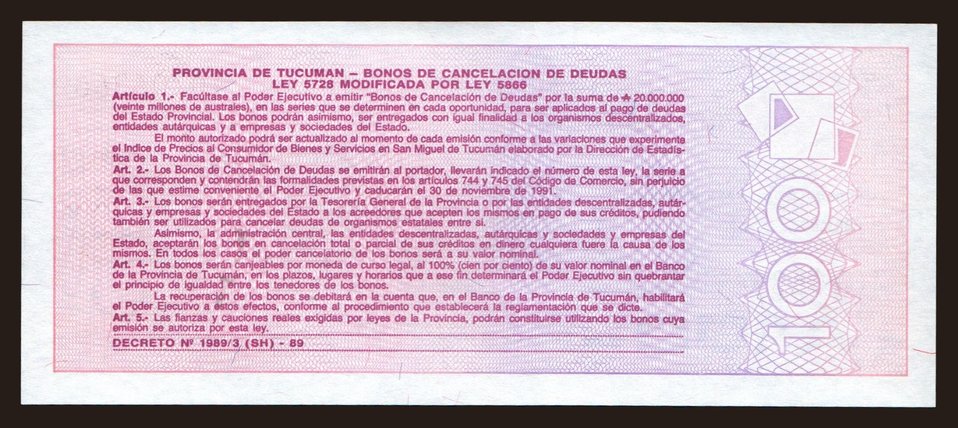 PROVINCIA DE TUCUMAN – BONOS DE CANCELACION DE DEUDAS
LEY 5728 MODIFICADA POR LEY 5866
Artículo 1.- Facúltase al Poder Ejecutivo a emitir "Bonos de Cancelación de Deudas" por la suma de ₳ 20.000.000
(veinte millones de australes), en las series que se determinen en cada oportunidad, para ser aplicados al pago de deudas
del Estado Provincial. Los bonos podrán asimismo, ser entregados con igual finalidad a los organismos descentralizados,
entidades autárquicas y a empresas y sociedades del Estado.
El monto autorizado podrá ser actualizado al momento de cada emisión conforme a las variaciones que experimente
el Indice de Precios al Consumidor de Bienes y Servicios en San Miguel de Tucumán elaborado por la Dirección de Estadís-
tica de la Provincia de Tucumán.
Art. 2.- Los Bonos de Cancelación de Deudas se emitirán al portador, llevarán indicado el número de esta ley, la serie a
que corresponden y contendrán las formalidades previstas en los artículos 744 y 745 del Código de Comercio, sin perjuicio
de las que estime conveniente el Poder Ejecutivo y caducarán el 30 de noviembre de 1991.
Art. 3.- Los bonos serán entregados por la Tesorería General de la Provincia o por las entidades descentralizadas, autár-
quicas y empresas y sociedades del Estado a los acreedores que acepten los mismos en pago de sus créditos, pudiendo
también ser utilizados para cancelar deudas de organismos estatales entre si.
Asimismo, la administración central, las entidades descentralizadas, autárquicas y sociedades y empresas del
Estado, aceptarán los bonos en cancelación total o parcial de sus créditos en dinero cualquiera fuere la causa de los
mismos. En todos los casos el poder cancelatorio de los bonos será a su valor nominal.
Art. 4.- Los bonos serán canjeables por moneda de curso legal, al 100% (cien por ciento) de su valor nominal en el Banco
de la Provincia de Tucumán, en los plazos, lugares y horarios que a ese fin determinará el Poder Ejecutivo sin quebrantar
el principio de igualdad entre los tenedores de los bonos.
La recuperación de los bonos se debitará en la cuenta que, en el Banco de la Provincia de Tucumán, habilitará
el Poder Ejecutivo a éstos efectos, conforme al procedimiento que establecerá la reglamentación que se dicte.
Art. 5.- Las fianzas y cauciones reales exigidas por leyes de la Provincia, podrán constituirse utilizando los bonos cuya
emisión se autoriza por esta ley.
DECRETO Nº 1989/3 (SH) - 89
1000